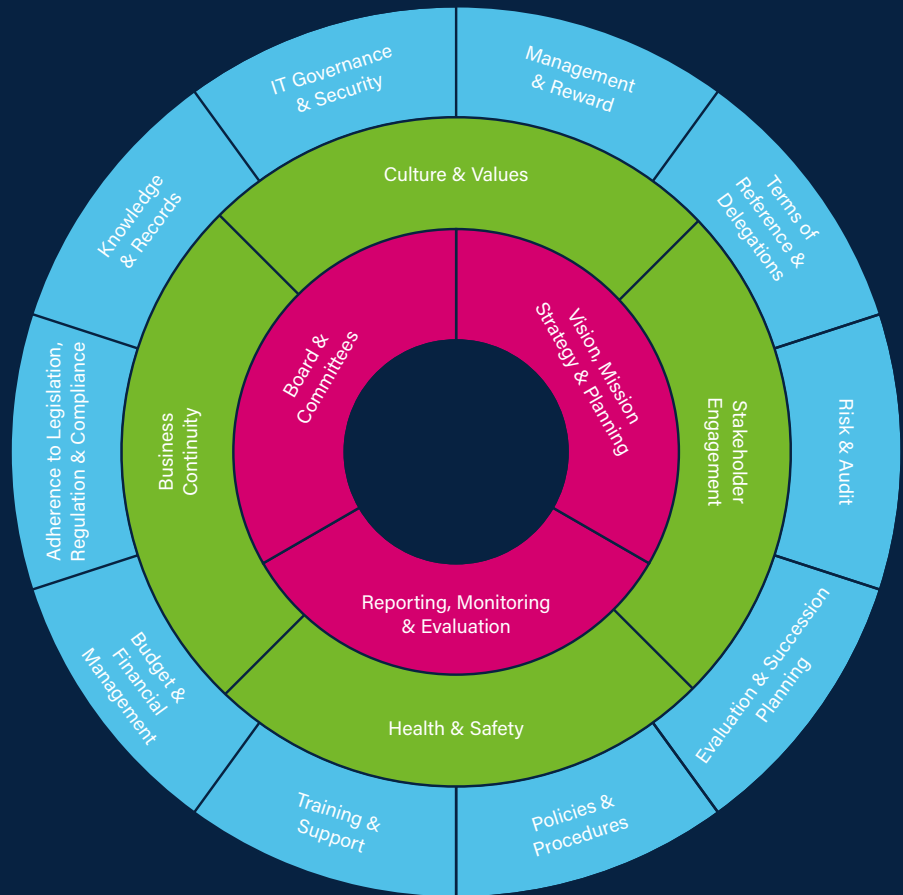 IT Governance
& Security
Management
& Reward
Terms of
Reference &
Delegations
Risk & Audit
Evaluation & Succession
Planning
Policies &
Procedures
Training &
Support
Budget &
Financial
Management
Adherence to Legislation,
Regulation & Compliance
Knowledge
& Records
Culture & Values
Stakeholder
Engagement
Health & Safety
Business
Continuity
Board &
Committees
Vision, Mission
Strategy & Planning
Reporting, Monitoring
& Evaluation